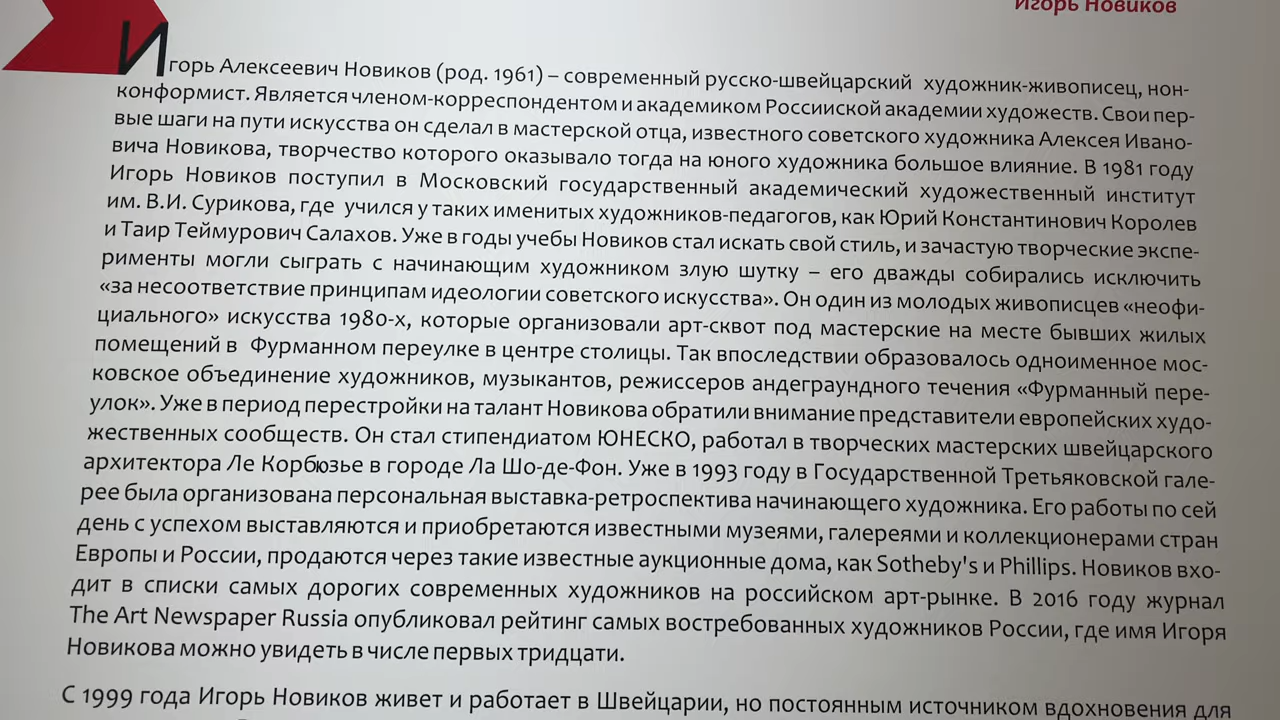 Игорь Новиков
Игорь Алексеевич Новиков (род. 1961) – современный русско-швейцарский художник-живописец, нон-
конформист. Является членом-корреспондентом и академиком Россииской академии художеств. Свои пер-
вые шаги на пути искусства он сделал в мастерской отца, известного советского художника Алексея Ивано-
вича Новикова, творчество которого оказывало тогда на юного художника большое влияние. В 1981 году
Игорь Новиков поступил в Московский государственный академический художественный институт
им. В.И. Сурикова, где учился у таких именитых художников-педагогов, как Юрий Константинович Королев
и Таир Теймурович Салахов. Уже в годы учебы Новиков стал искать свой стиль, и зачастую творческие экспе-
рименты могли сыграть с начинающим художником злую шутку – его дважды собирались исключить
«за несоответствие принципам идеологии советского искусства». Он один из молодых живописцев «неофи-
циального» искусства 1980-х, которые организовали арт-сквот под мастерские на месте бывших жилых
помещений в Фурманном переулке в центре столицы. Так впоследствии образовалось одноименное мос-
ковское объединение художников, музыкантов, режиссеров андеграундного течения «Фурманный пере-
улок». Уже в период перестройки на талант Новикова обратили внимание представители европейских худо-
жественных сообществ. Он стал стипендиатом ЮНЕСКО, работал в творческих мастерских швейцарского
архитектора Ле Корбюзье в городе Ла Шо-де-Фон. Уже в 1993 году в Государственной Третьяковской гале-
рее была организована персональная выставка-ретроспектива начинающего художника. Его работы по сей
день с успехом выставляются и приобретаются известными музеями, галереями и коллекционерами стран
Европы и России, продаются через такие известные аукционные дома, как Sotheby's и Phillips. Новиков вхо-
дит в списки самых дорогих современных художников на российском арт-рынке. В 2016 году журнал
The Art Newspaper Russia опубликовал рейтинг самых востребованных художников России, где имя Игоря
Новикова можно увидеть в числе первых тридцати.
С 1999 года Игорь Новиков живет и работает в Швейцарии, но постоянным источником вдохновения для